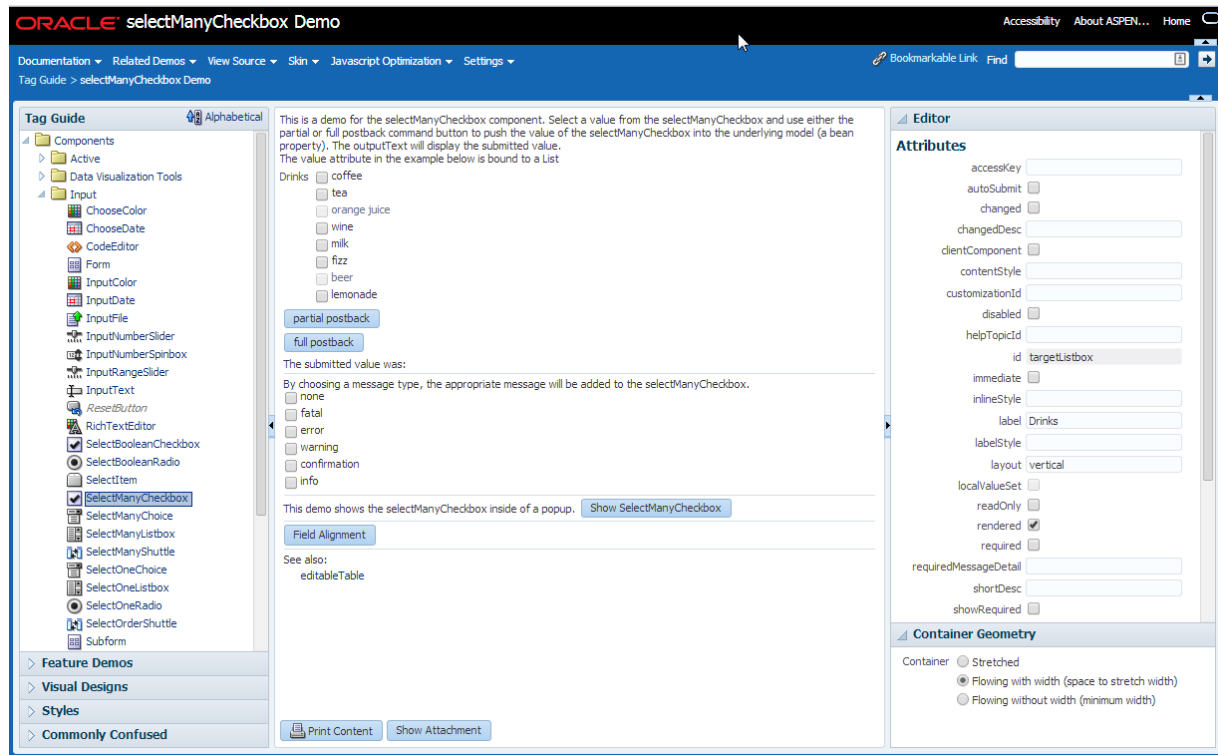 ORACLE selectManyCheckbox Demo
Accessibility About ASPEN... Home
Documentation Related Demos View Source Skin Javascript Optimization Settings
Bookmarkable Link Find
Tag Guide > selectManyCheckbox Demo
Tag Guide Alphabetical
Components
Active
Data Visualization Tools
Input
ChooseColor
ChooseDate
CodeEditor
Form
InputColor
InputDate
InputFile
InputNumberSlider
InputNumberSpinbox
InputRangeSlider
InputText
ResetButton
RichTextEditor
SelectBooleanCheckbox
SelectBooleanRadio
SelectItem
SelectManyCheckbox
SelectManyChoice
SelectManyListbox
SelectManyShuttle
SelectOneChoice
SelectOneListbox
SelectOneRadio
SelectOrderShuttle
Subform
Feature Demos
Visual Designs
Styles
Commonly Confused
This is a demo for the selectManyCheckbox component. Select a value from the selectManyCheckbox and use either the
partial or full postback command button to push the value of the selectManyCheckbox into the underlying model (a bean
property). The outputText will display the submitted value.
The value attribute in the example below is bound to a List
Drinks coffee
tea
orange juice
wine
milk
fizz
beer
lemonade
partial postback
full postback
The submitted value was:
By choosing a message type, the appropriate message will be added to the selectManyCheckbox.
none
fatal
error
warning
confirmation
info
This demo shows the selectManyCheckbox inside of a popup. Show SelectManyCheckbox
Field Alignment
See also:
editableTable
Print Content Show Attachment
Editor
Attributes
accessKey
autoSubmit
changed
changedDesc
clientComponent
contentStyle
customizationId
disabled
helpTopicId
id targetListbox
immediate
inlineStyle
label Drinks
labelStyle
layout vertical
localValueSet
readOnly
rendered
required
requiredMessageDetail
shortDesc
showRequired
Container Geometry
Container Stretched
Flowing with width (space to stretch width)
Flowing without width (minimum width)